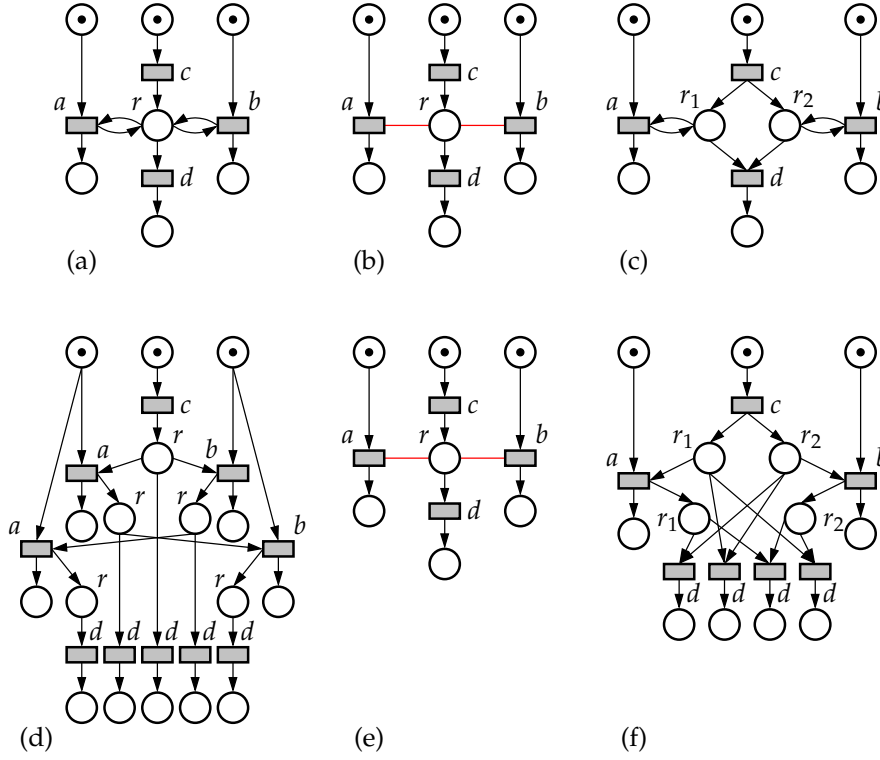 c c c
a r b a r b a r₁ r₂ b
d d d
(a) (b) (c)
c c c
r a r b r₁ r₂
a b a b
r r
a b r₁ r₂
r r d
d d d d d d d d d
(d) (e) (f)